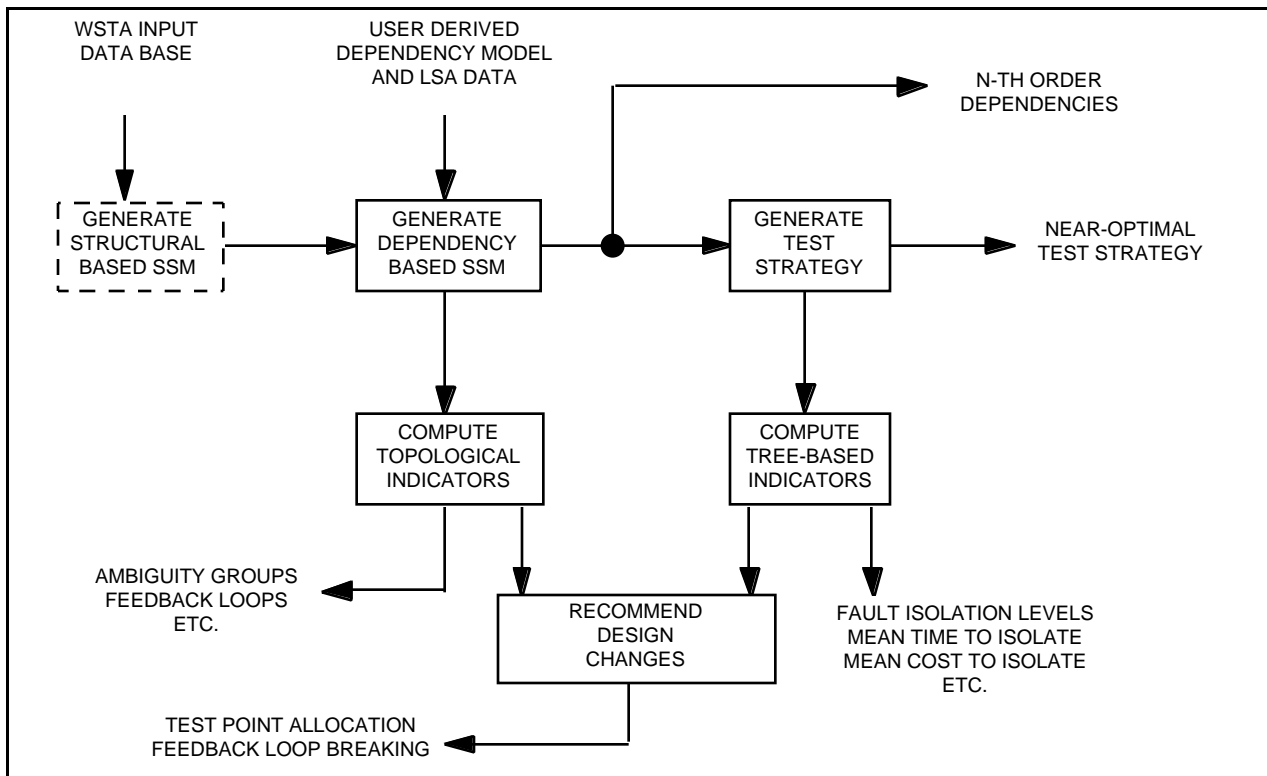 WSTA INPUT
DATA BASE
USER DERIVED
DEPENDENCY MODEL
AND LSA DATA
N-TH ORDER
DEPENDENCIES
GENERATE
STRUCTURAL
BASED SSM
GENERATE
DEPENDENCY
BASED SSM
GENERATE
TEST
STRATEGY
NEAR-OPTIMAL
TEST STRATEGY
COMPUTE
TOPOLOGICAL
INDICATORS
COMPUTE
TREE-BASED
INDICATORS
AMBIGUITY GROUPS
FEEDBACK LOOPS
ETC.
RECOMMEND
DESIGN
CHANGES
FAULT ISOLATION LEVELS
MEAN TIME TO ISOLATE
MEAN COST TO ISOLATE
ETC.
TEST POINT ALLOCATION
FEEDBACK LOOP BREAKING